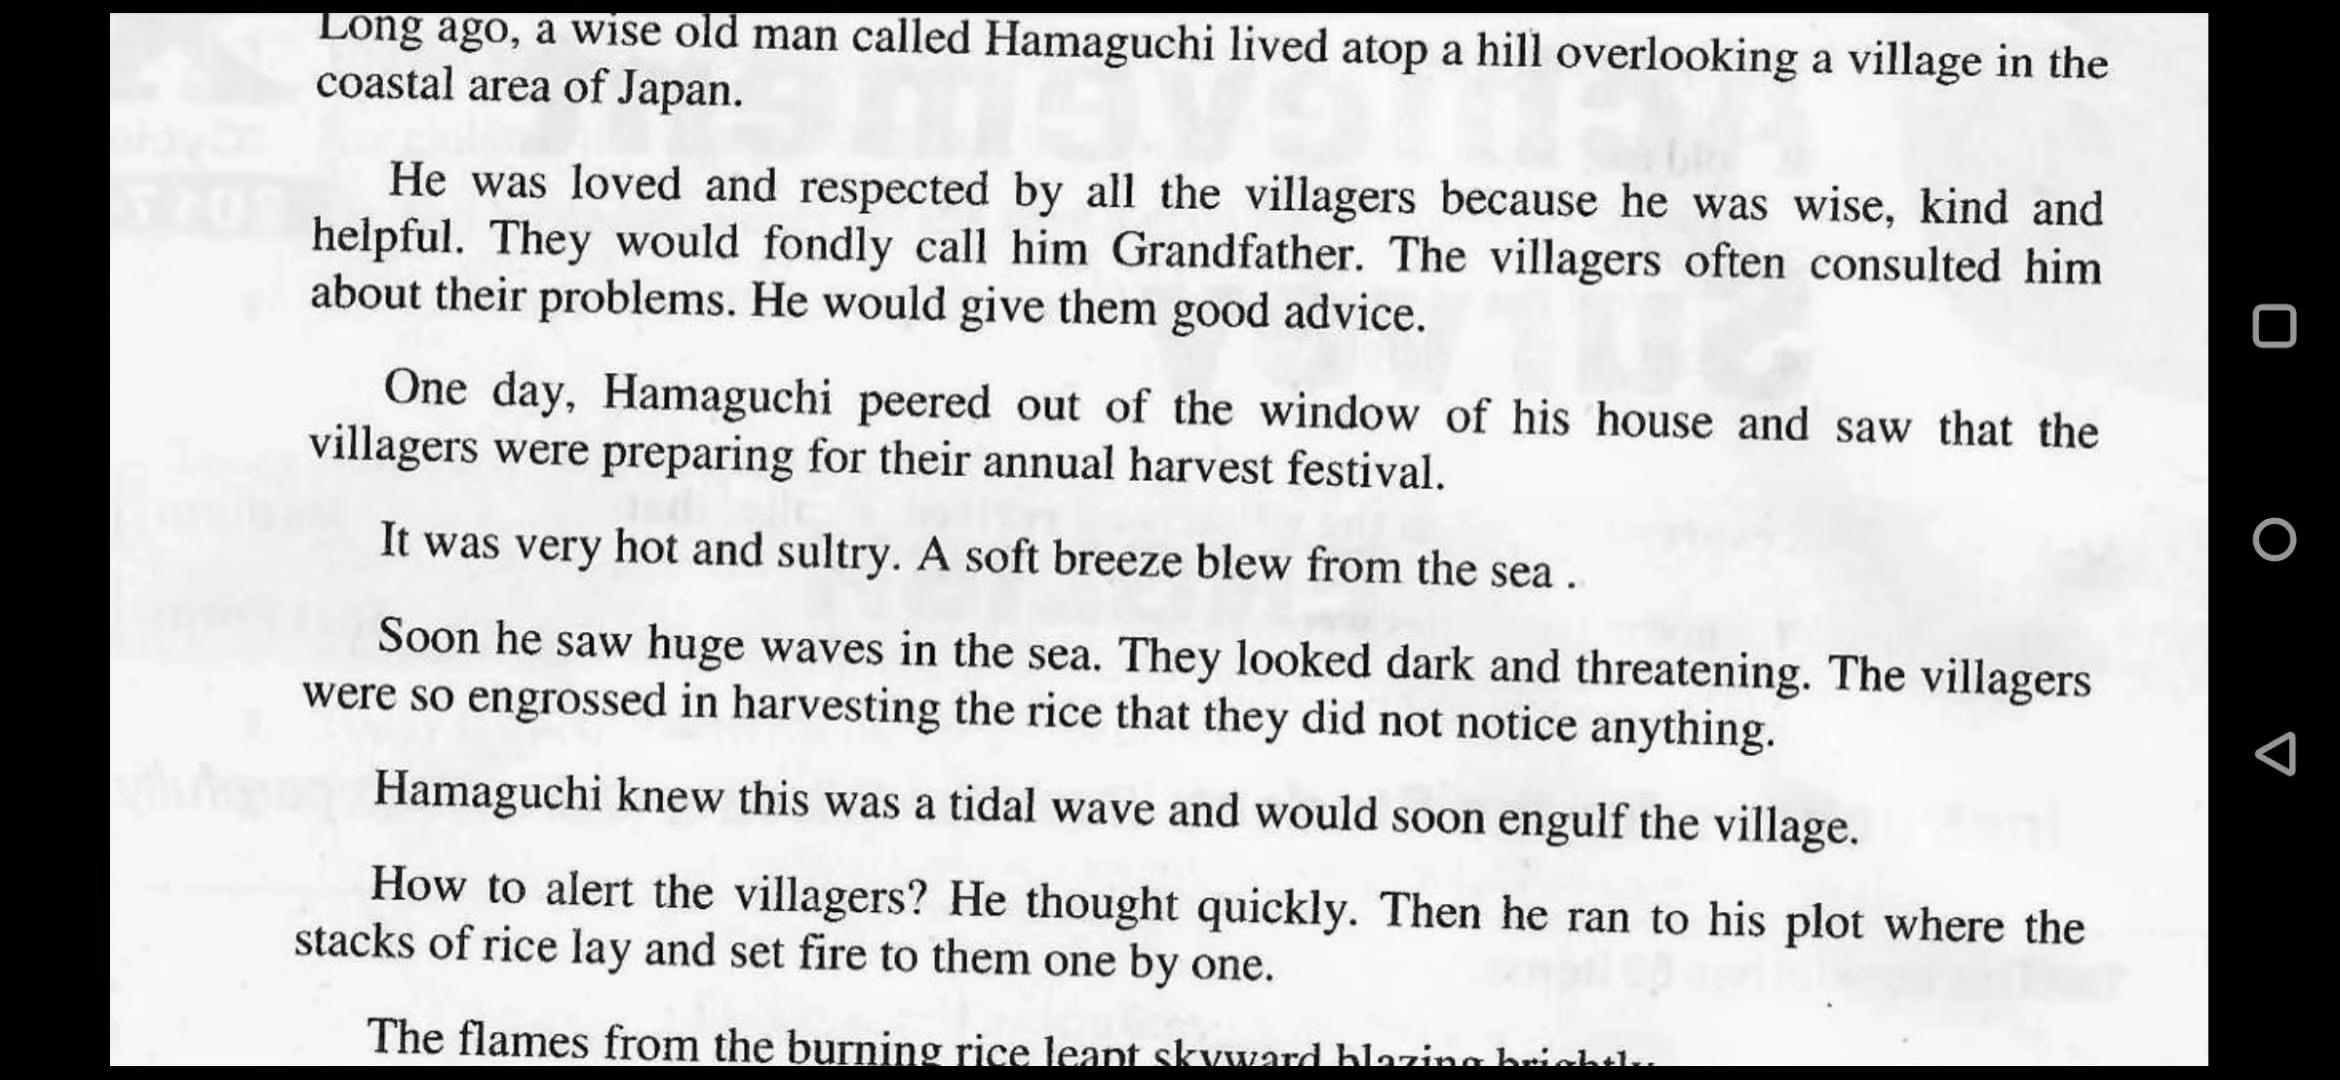 Long ago, a wise old man called Hamaguchi lived atop a hill overlooking a village in the
coastal area of Japan.
He was loved and respected by all the villagers because he was wise, kind and
helpful. They would fondly call him Grandfather. The villagers often consulted him
about their problems. He would give them good advice.
One day, Hamaguchi peered out of the window of his house and saw that the
villagers were preparing for their annual harvest festival.
It was very hot and sultry. A soft breeze blew from the sea .
Soon he saw huge waves in the sea. They looked dark and threatening. The villagers
were so engrossed in harvesting the rice that they did not notice anything.
Hamaguchi knew this was a tidal wave and would soon engulf the village.
How to alert the villagers? He thought quickly. Then he ran to his plot where the
stacks of rice lay and set fire to them one by one.
The flames from the burning rice leapt skyward blazing brightly.